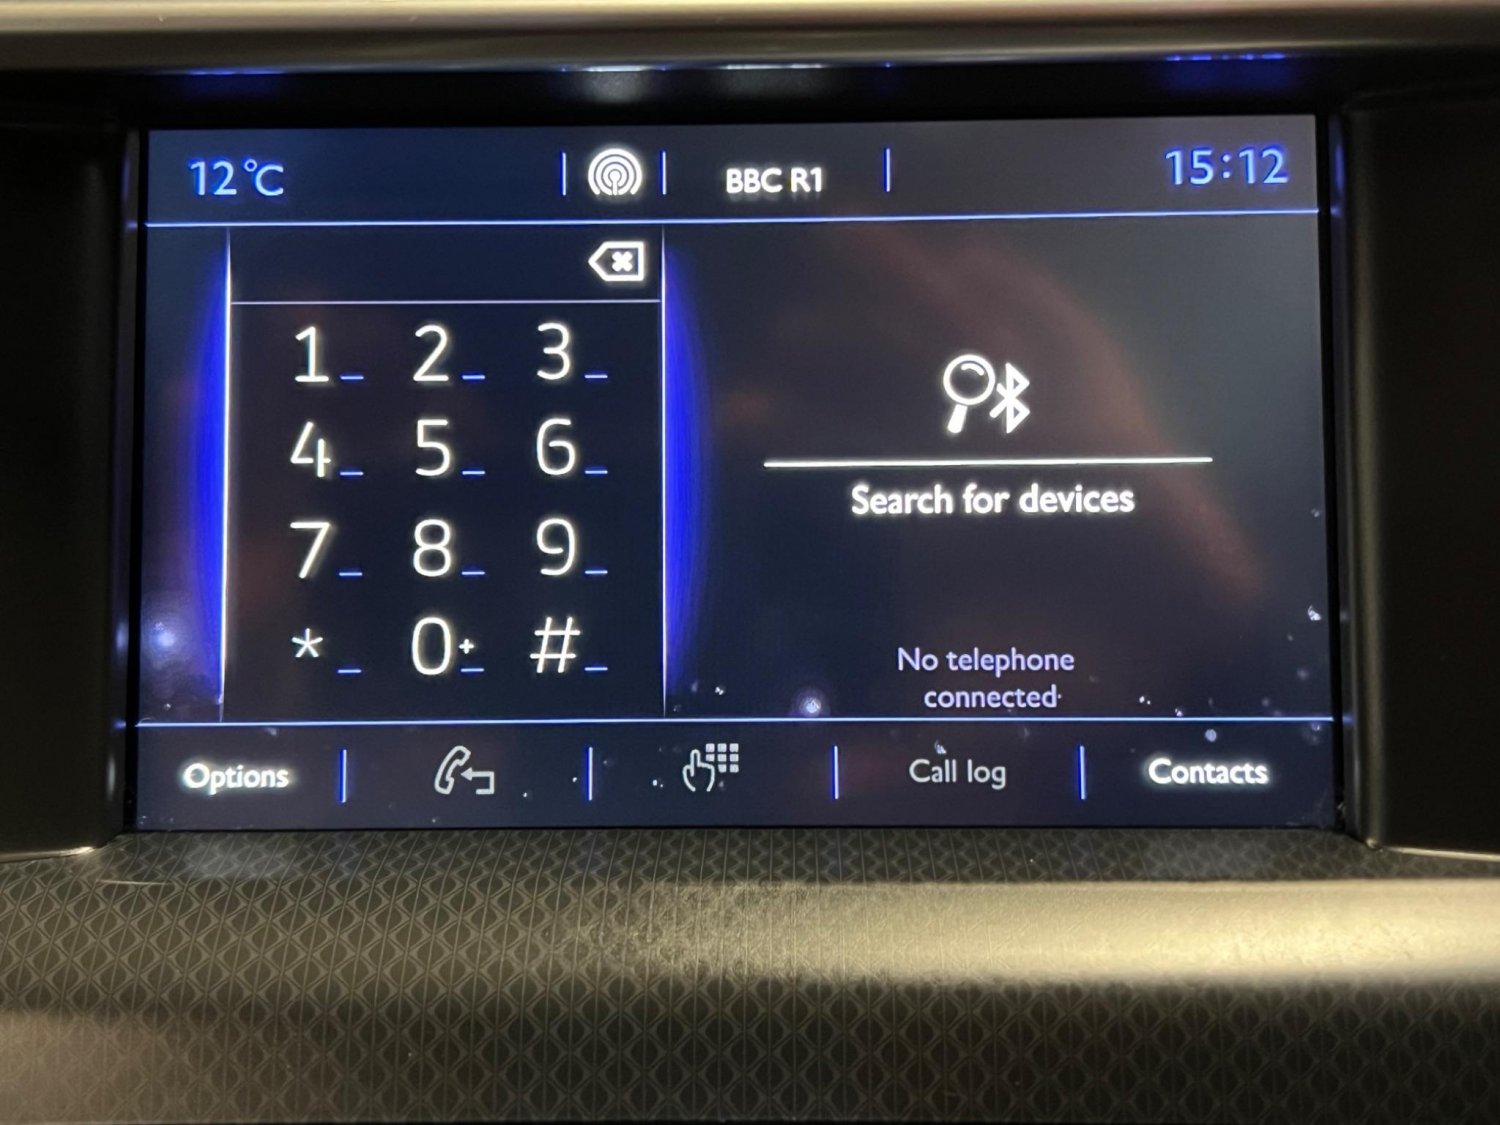 12°C
BBC R1
15:12
1 2 3
4 5 6
7 8 9
* 0+ #
Search for devices
No telephone
connected
Options
Call log
Contacts